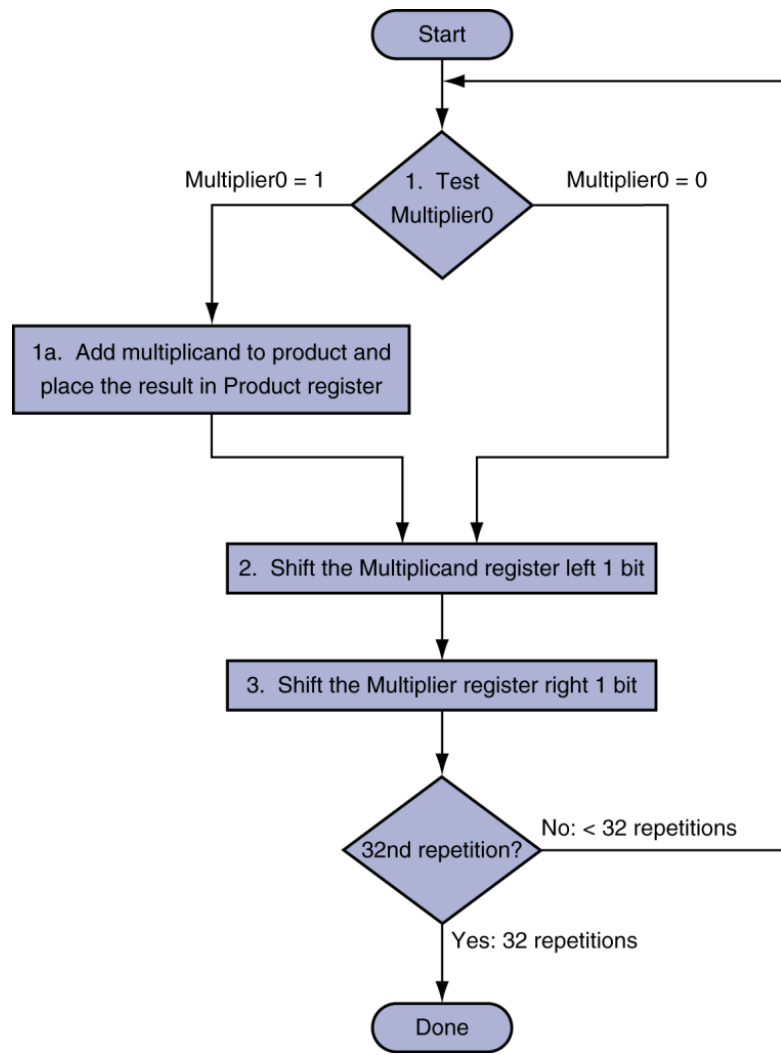 Start
Multiplier0 = 1
1. Test
Multiplier0
Multiplier0 = 0
1a. Add multiplicand to product and
place the result in Product register
2. Shift the Multiplicand register left 1 bit
3. Shift the Multiplier register right 1 bit
32nd repetition?
No: < 32 repetitions
Yes: 32 repetitions
Done